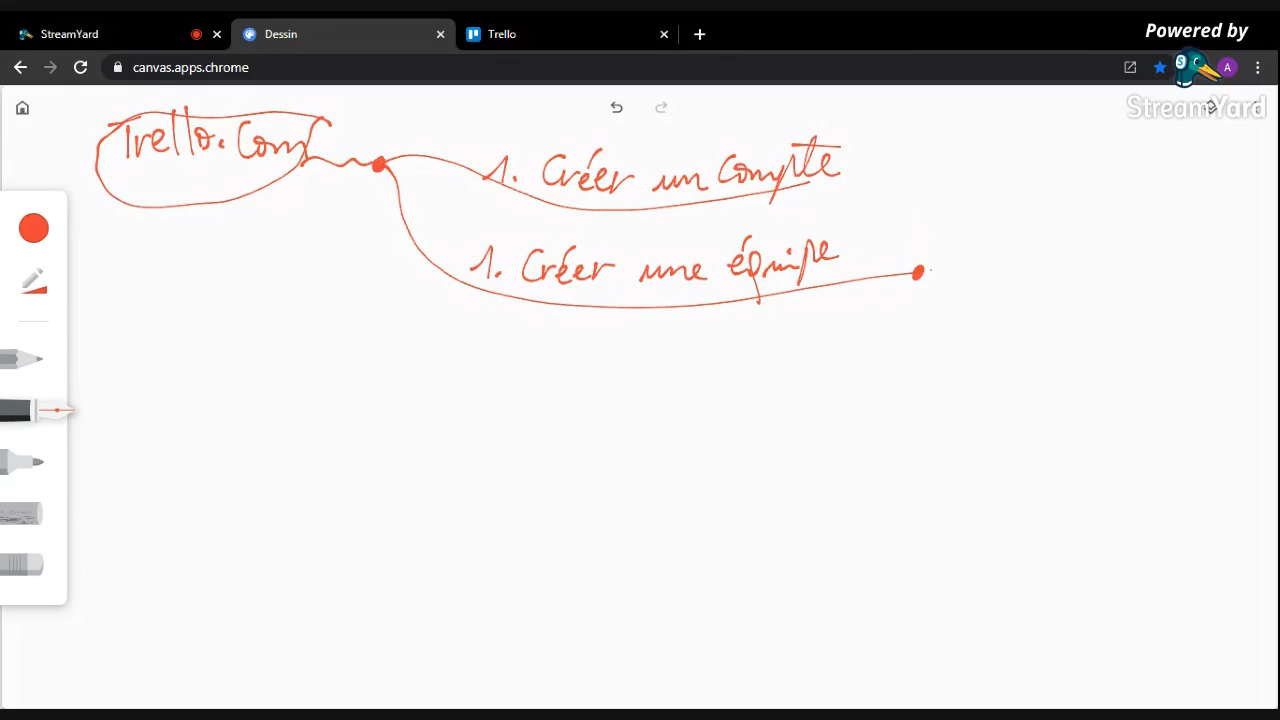 Powered by
StreamYard
Dessin
Trello
canvas.apps.chrome
A
StreamYard
Trello.Com
1. Créer un Compte
1. Créer une équipe